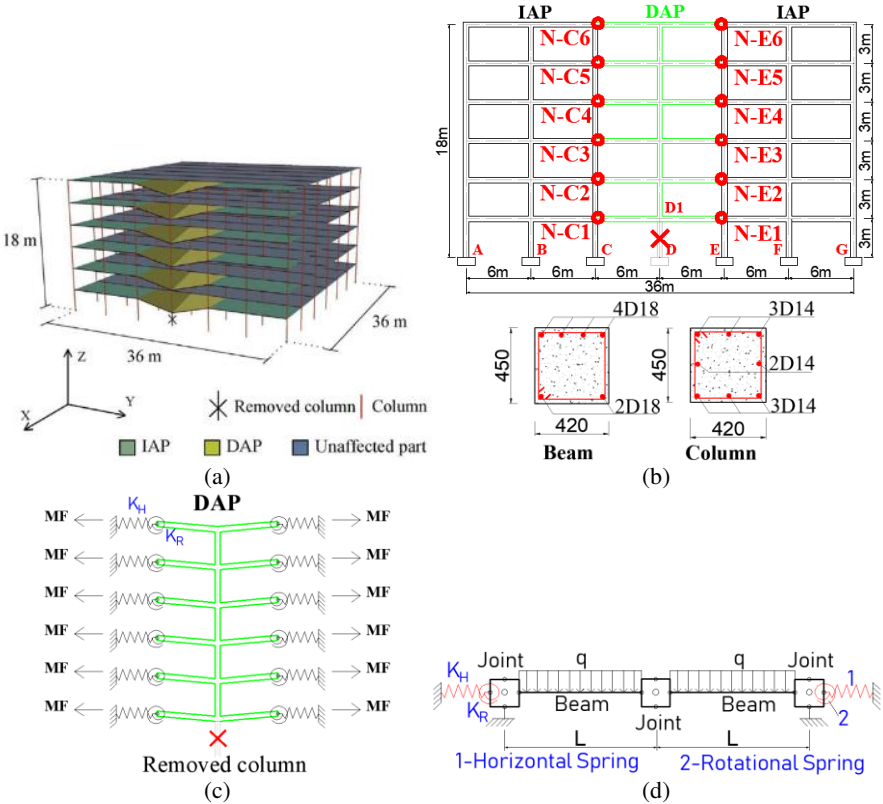 18 m
36 m
36 m
Z
X
Y
Removed column
Column
IAP
DAP
Unaffected part
(a)
IAP DAP IAP
N-C6 N-E6
N-C5 N-E5
N-C4 N-E4
N-C3 N-E3
N-C2 N-E2
D1
N-C1 N-E1
A B C D E F G
18m
3m
3m
3m
3m
3m
3m
6m 6m 6m 6m 6m 6m
36m
4D18 3D14
450 450
2D14
2D18 3D14
420 420
Beam Column
(b)
DAP
K_H
K_R
MF MF
MF MF
MF MF
MF MF
MF MF
MF MF
Removed column
(c)
Joint q q Joint
K_H 1
K_R Beam Beam 2
Joint
L L
1-Horizontal Spring 2-Rotational Spring
(d)